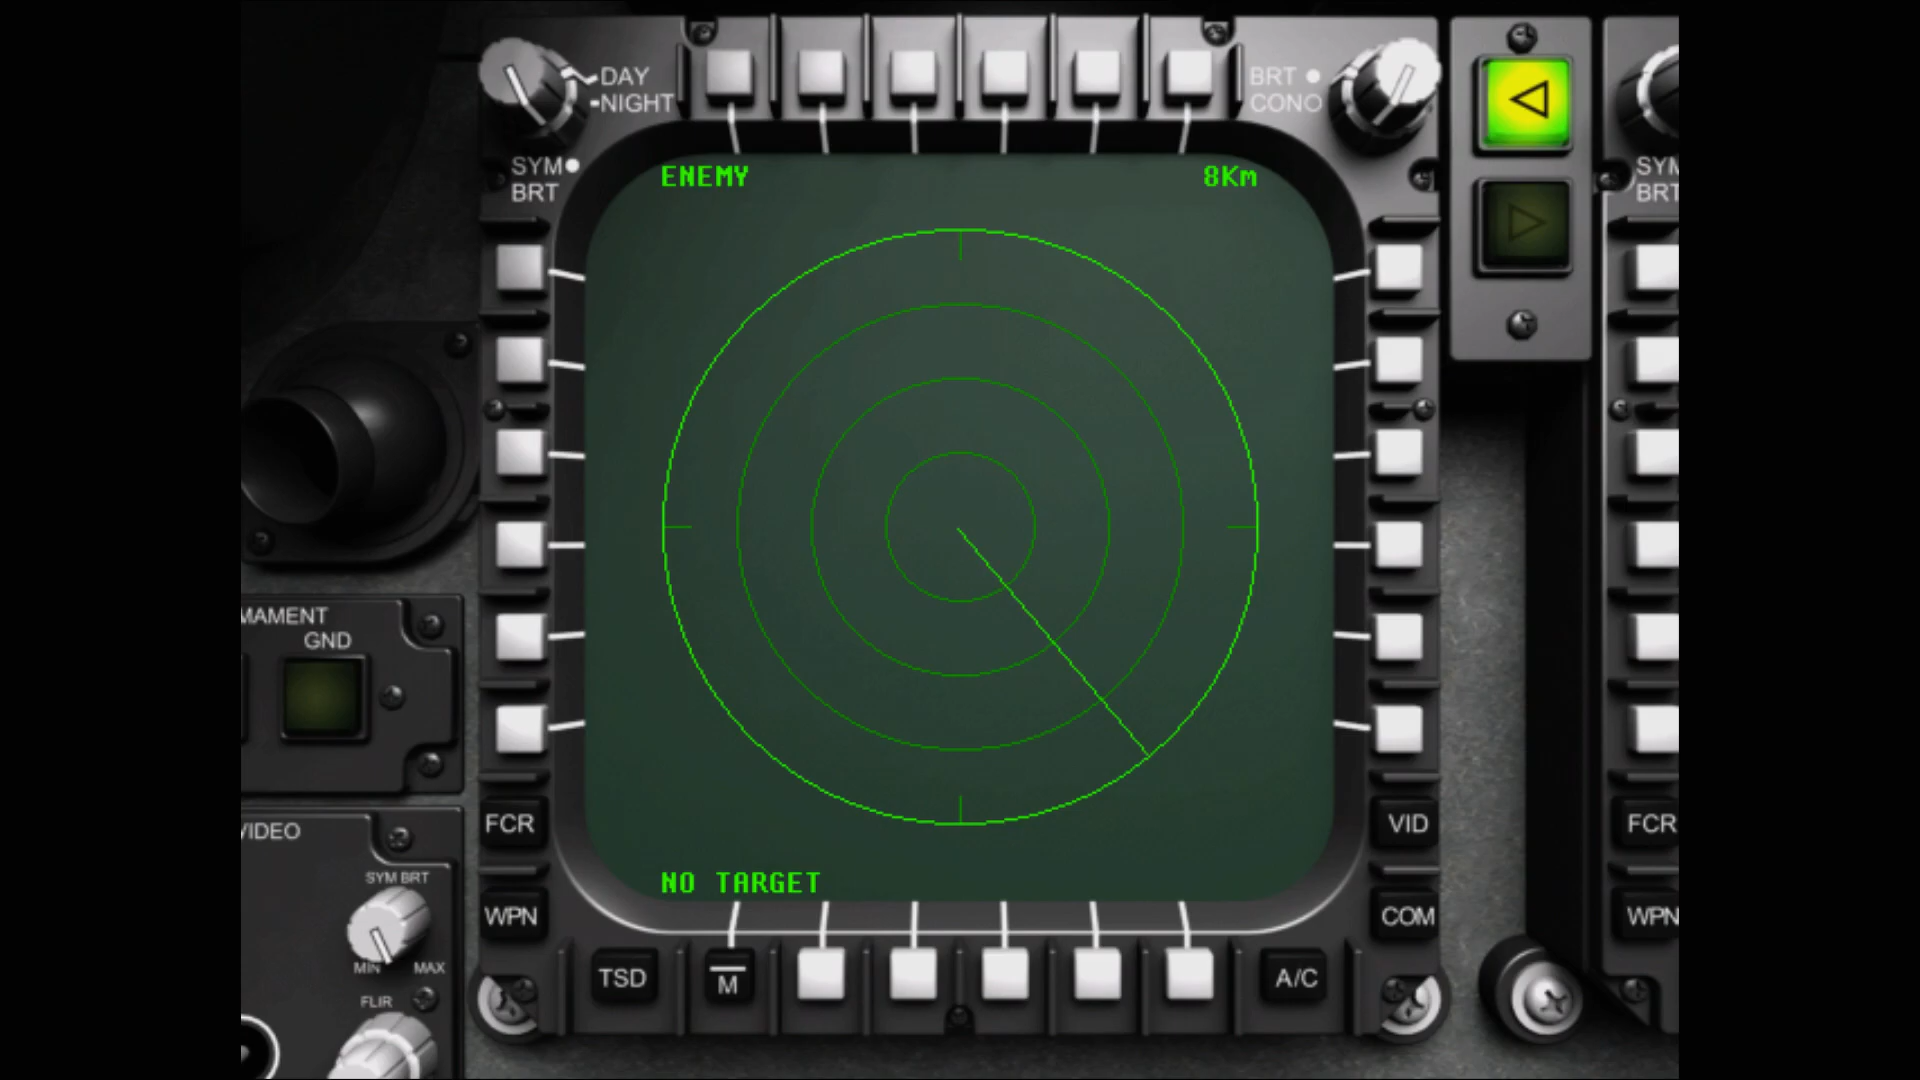 DAY
NIGHT
BRT
CONO
SYM
BRT
SYM
BRT
ENEMY
8Km
MAMENT
GND
VIDEO
SYM BRT
MIN
MAX
FLIR
FCR
WPN
VID
COM
FCR
WPN
NO TARGET
TSD
M
A/C